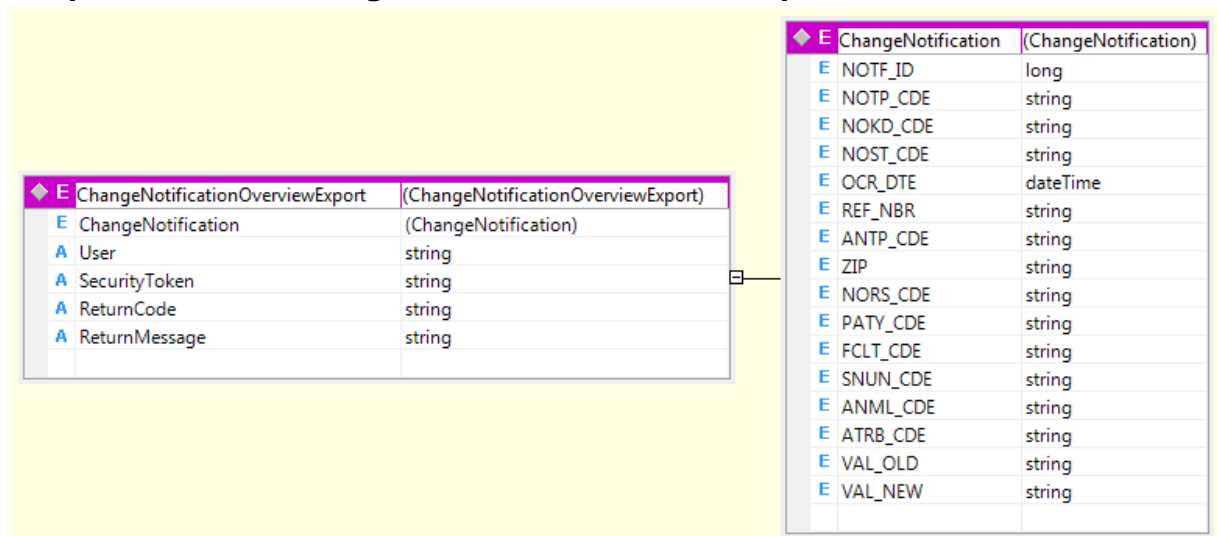 E ChangeNotificationOverviewExport (ChangeNotificationOverviewExport)
E ChangeNotification (ChangeNotification)
A User string
A SecurityToken string
A ReturnCode string
A ReturnMessage string
E ChangeNotification (ChangeNotification)
E NOTF_ID long
E NOTP_CDE string
E NOKD_CDE string
E NOST_CDE string
E OCR_DTE dateTime
E REF_NBR string
E ANTP_CDE string
E ZIP string
E NORS_CDE string
E PATY_CDE string
E FCLT_CDE string
E SNUN_CDE string
E ANML_CDE string
E ATRB_CDE string
E VAL_OLD string
E VAL_NEW string